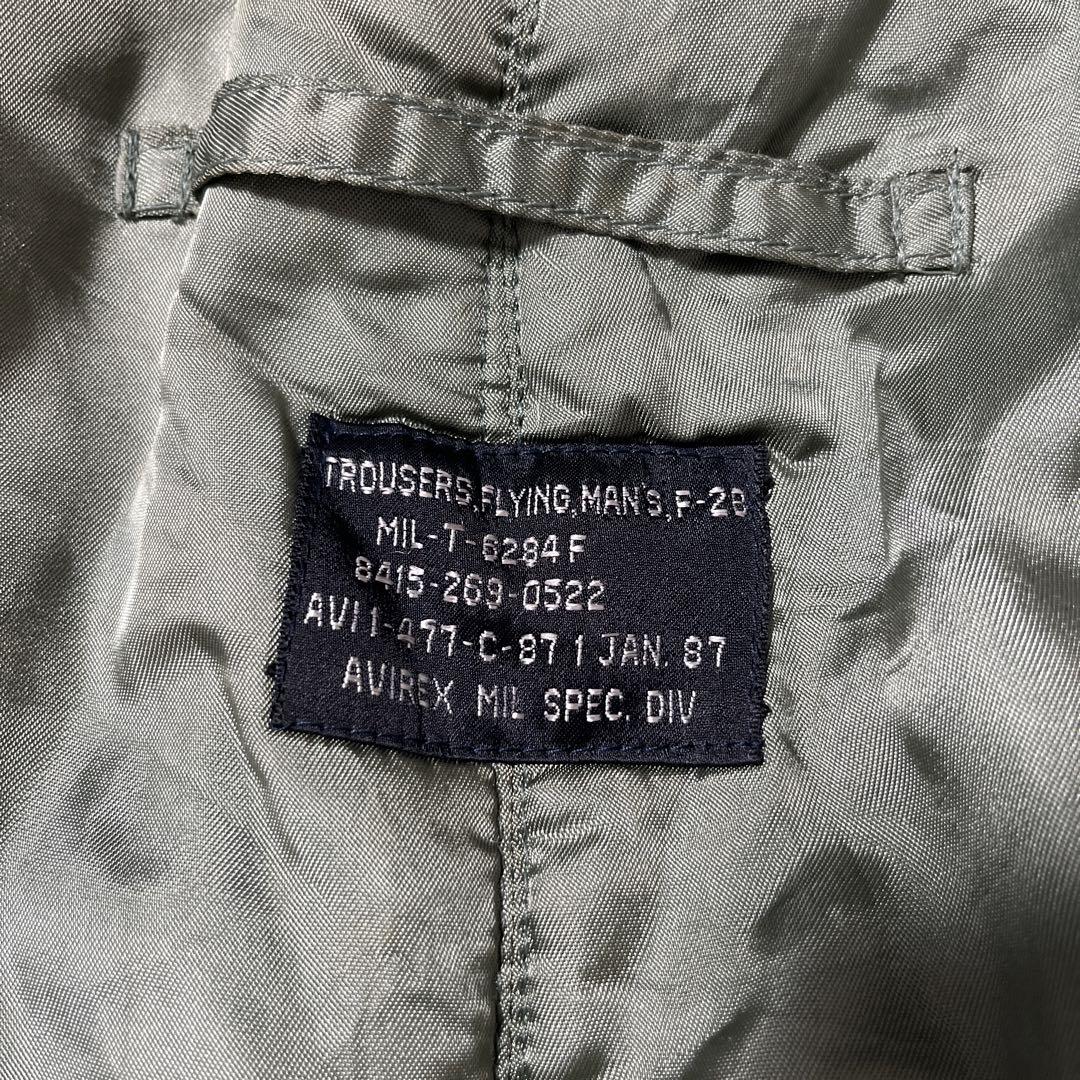 TROUSERS, FLYING, MAN'S, F-2B
MIL-T-6284F
8415-269-0522
AVI 1-477-C-87 1 JAN. 87
AVIREX MIL SPEC. DIV